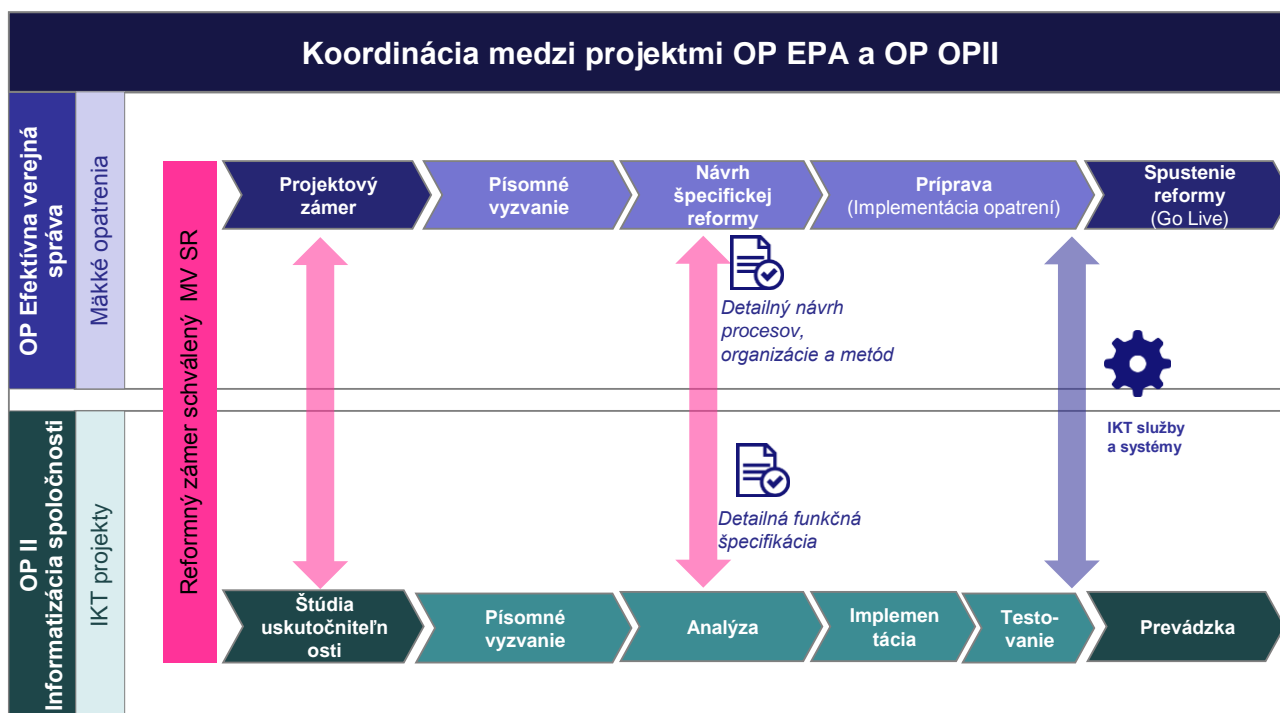 Koordinácia medzi projektmi OP EPA a OP OPII
OP Efektívna verejná
správa
Mäkké opatrenia
Reformný zámer schválený MV SR
Projektový
zámer
Písomné
vyzvanie
Návrh
špecifickej
reformy
Príprava
(Implementácia opatrení)
Spustenie
reformy
(Go Live)
Detailný návrh
procesov,
organizácie a metód
IKT služby
a systémy
OP II
Informatizácia spoločnosti
IKT projekty
Detailná funkčná
špecifikácia
Štúdia
uskutočniteľn
osti
Písomné
vyzvanie
Analýza
Implemen
tácia
Testo-
vanie
Prevádzka